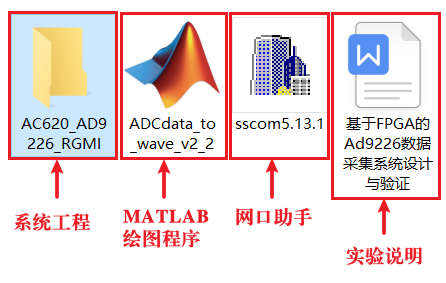 AC620_AD9
226_RGMI
ADCdata_to
_wave_v2_2
sscom5.13.1
W
基于FPGA的
Ad9226数据
采集系统设计
与验证
系统工程
MATLAB
绘图程序
网口助手
实验说明